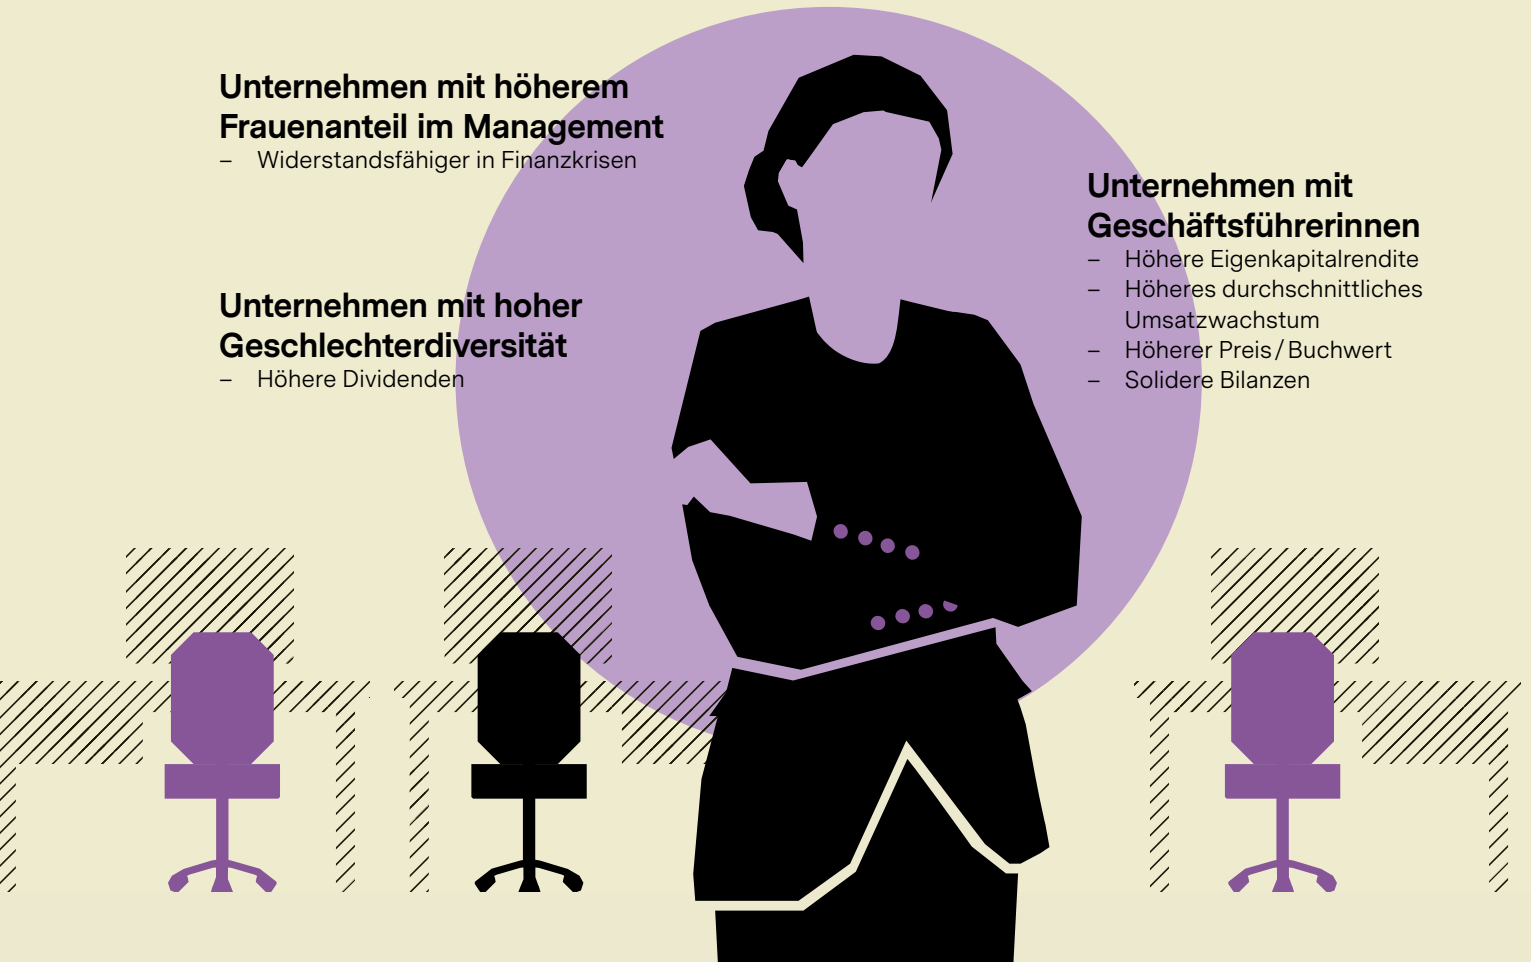 Unternehmen mit höherem
Frauenanteil im Management
– Widerstandsfähiger in Finanzkrisen
Unternehmen mit hoher
Geschlechterdiversität
– Höhere Dividenden
Unternehmen mit
Geschäftsführerinnen
– Höhere Eigenkapitalrendite
– Höheres durchschnittliches
Umsatzwachstum
– Höherer Preis / Buchwert
– Solidere Bilanzen